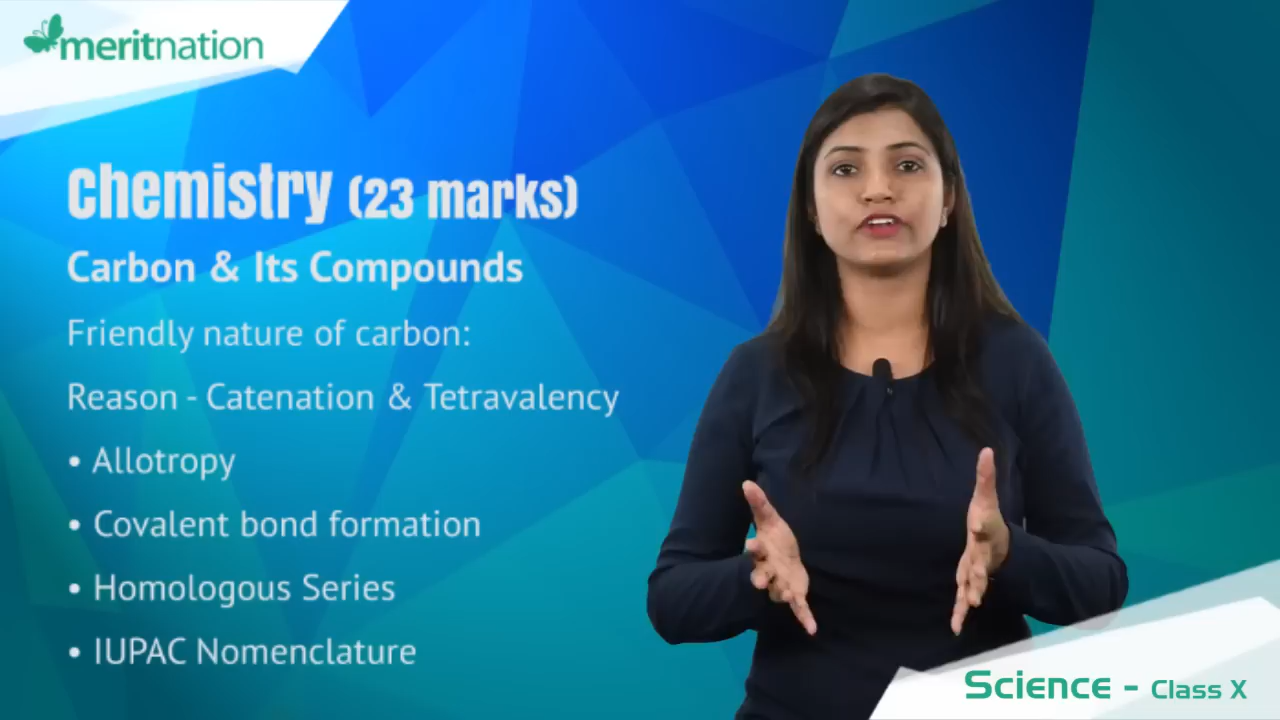 meritnation
Chemistry (23 marks)
Carbon & Its Compounds
Friendly nature of carbon:
Reason - Catenation & Tetravalency
• Allotropy
• Covalent bond formation
• Homologous Series
• IUPAC Nomenclature
Science - Class X